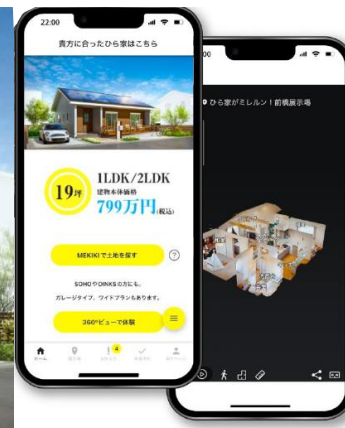 22:00
貴方に合ったひら家はこちら
19坪
1LDK/2LDK
建物本体価格
799万円(税込)
MEKIKIで土地を探す
?
SOHOやDINKSの方にも、
ガレージタイプ、ワイドプランもあります。
360°ビューで体験
4
ホーム
:00
ひら家がミレルン!前橋展示場